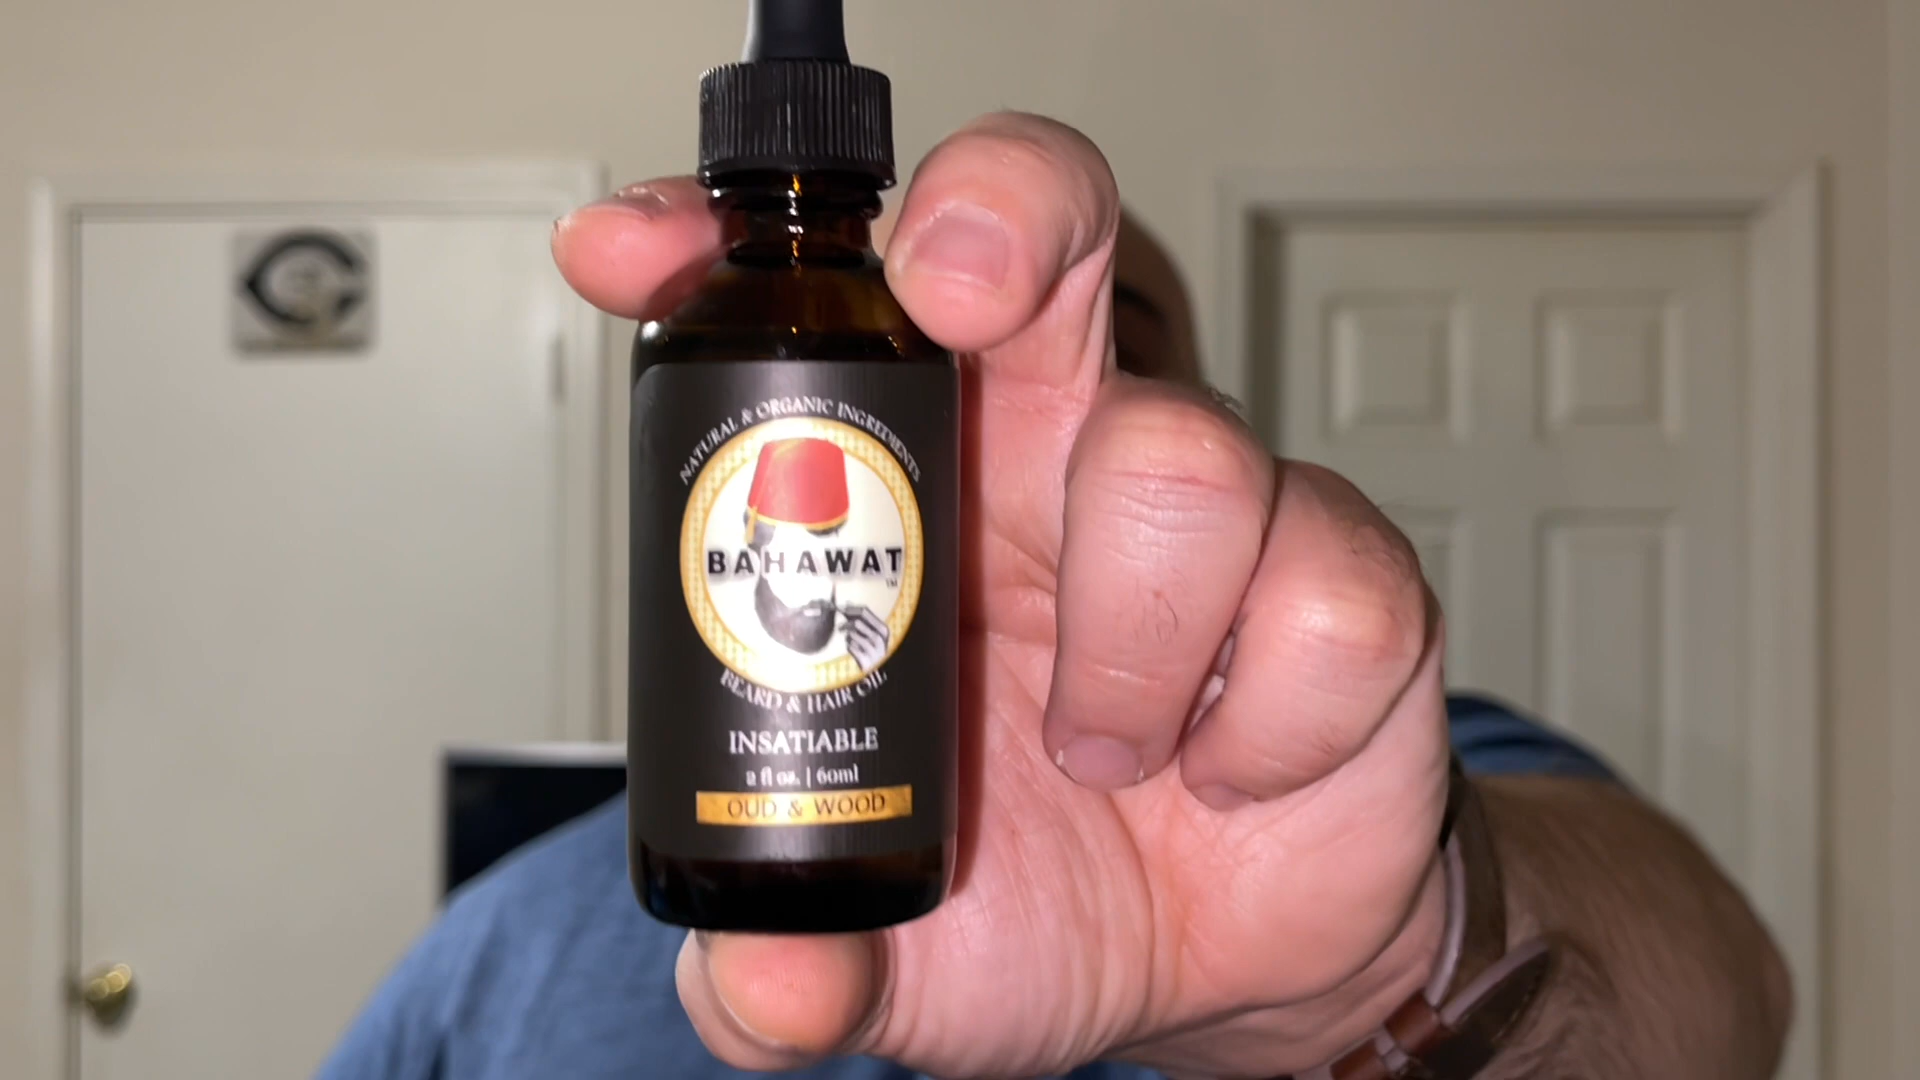 NATURAL & ORGANIC INGREDIENTS
BAHAWAT
TM
BEARD & HAIR OIL
INSATIABLE
2 fl oz. | 60ml
OUD & WOOD